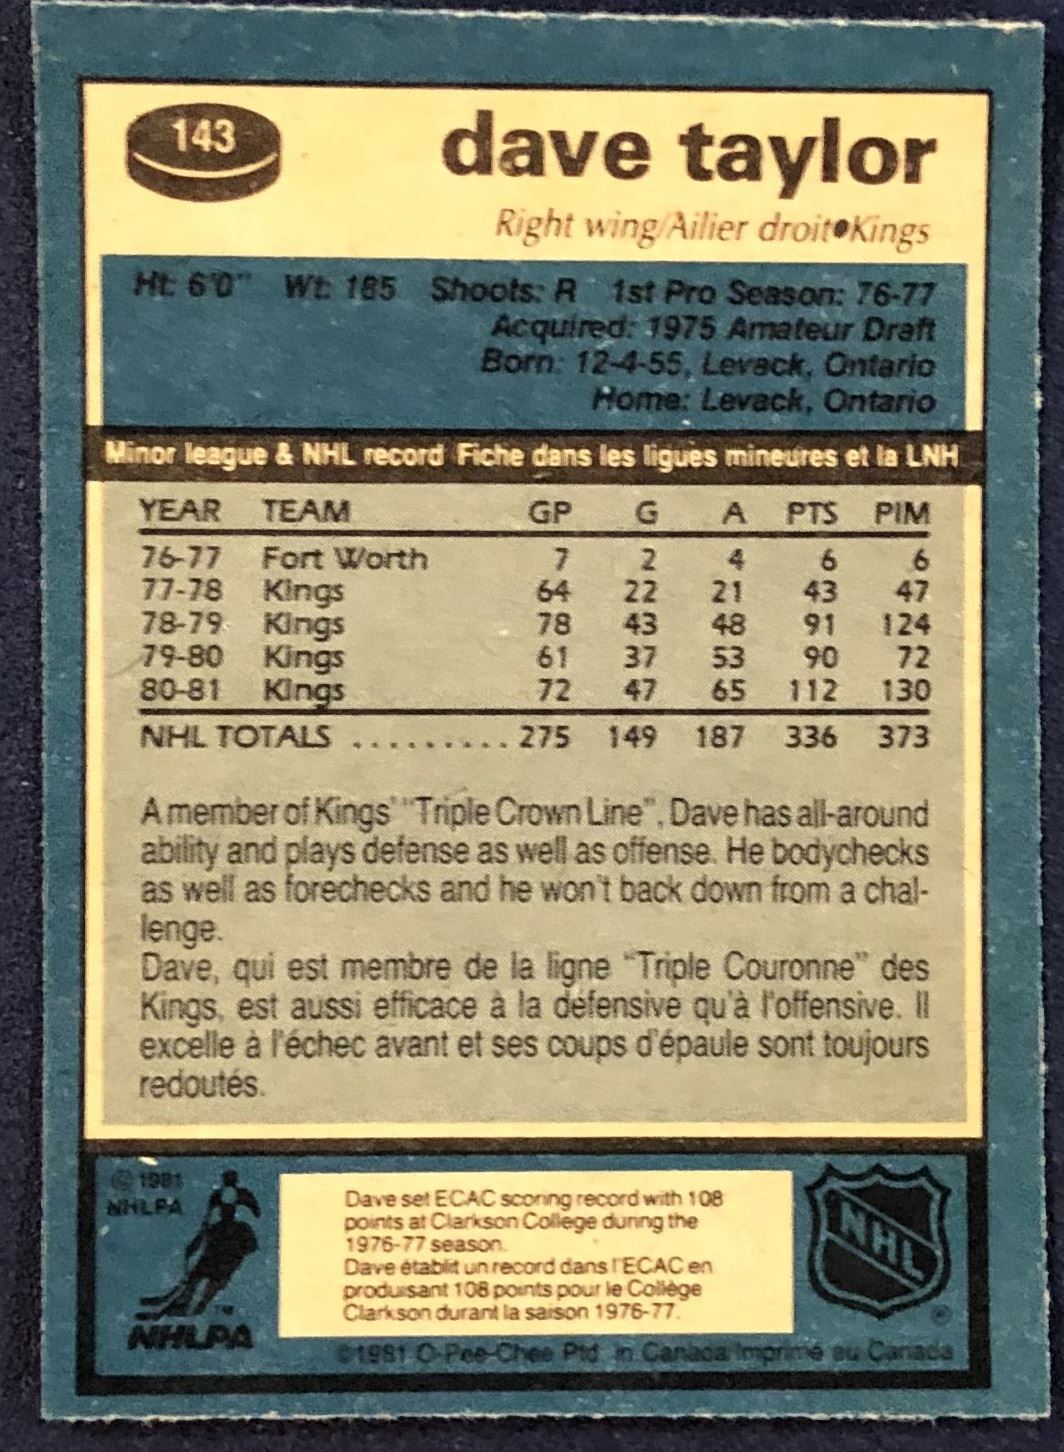 143
dave taylor
Right wing/Ailier droit•Kings
Ht: 6'0" Wt: 185 Shoots: R 1st Pro Season: 76-77
Acquired: 1975 Amateur Draft
Born: 12-4-55, Levack, Ontario
Home: Levack, Ontario
Minor league & NHL record Fiche dans les ligues mineures et la LNH
YEAR TEAM GP G A PTS PIM
76-77 Fort Worth 7 2 4 6 6
77-78 Kings 64 22 21 43 47
78-79 Kings 78 43 48 91 124
79-80 Kings 61 37 53 90 72
80-81 Kings 72 47 65 112 130
NHL TOTALS .......... 275 149 187 336 373
A member of Kings' "Triple Crown Line", Dave has all-around
ability and plays defense as well as offense. He bodychecks
as well as forechecks and he won't back down from a chal-
lenge.
Dave, qui est membre de la ligne "Triple Couronne" des
Kings, est aussi efficace à la défensive qu'à l'offensive. Il
excelle à l'échec avant et ses coups d'épaule sont toujours
redoutés.
© 1981
NHLPA
TM
NHLPA
Dave set ECAC scoring record with 108
points at Clarkson College during the
1976-77 season.
Dave établit un record dans l'ECAC en
produisant 108 points pour le Collège
Clarkson durant la saison 1976-77.
NHL
®
©1981 O-Pee-Chee Ptd. in Canada/Imprimé au Canada